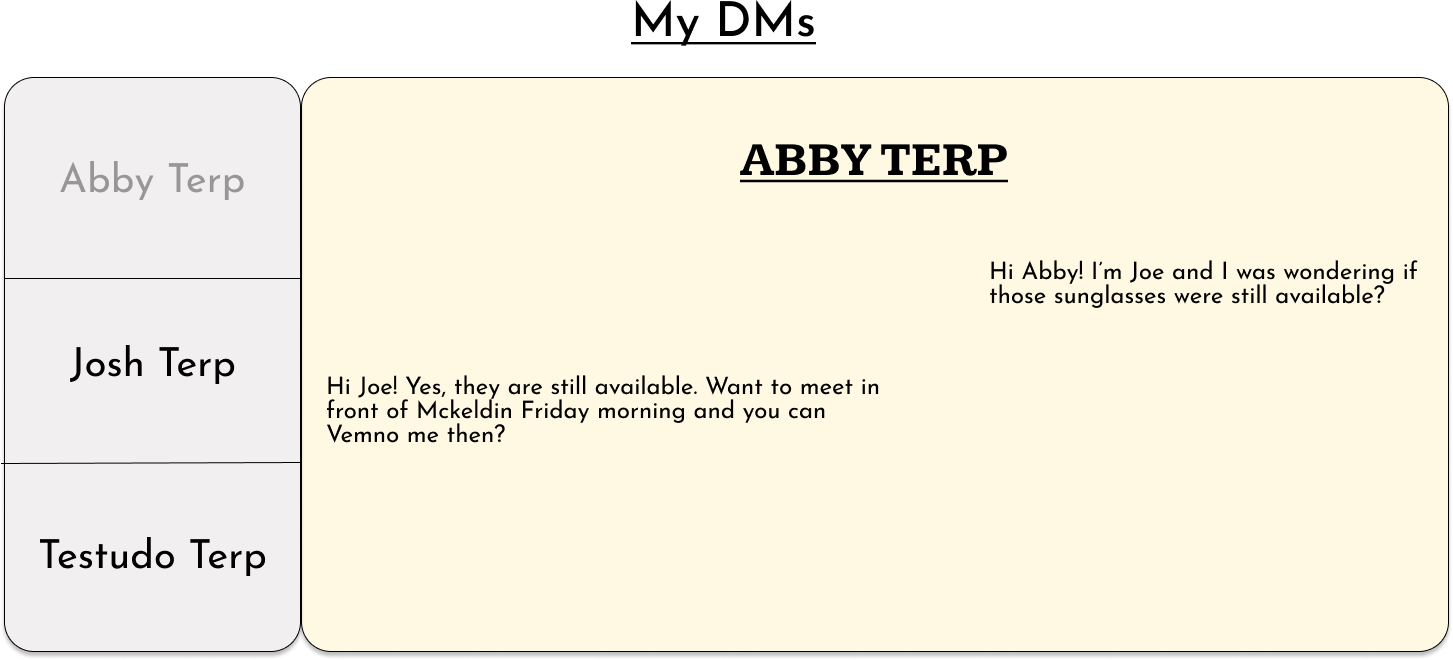 My DMs
Abby Terp
Josh Terp
Testudo Terp
ABBY TERP
Hi Abby! I'm Joe and I was wondering if
those sunglasses were still available?
Hi Joe! Yes, they are still available. Want to meet in
front of Mckeldin Friday morning and you can
Vemno me then?